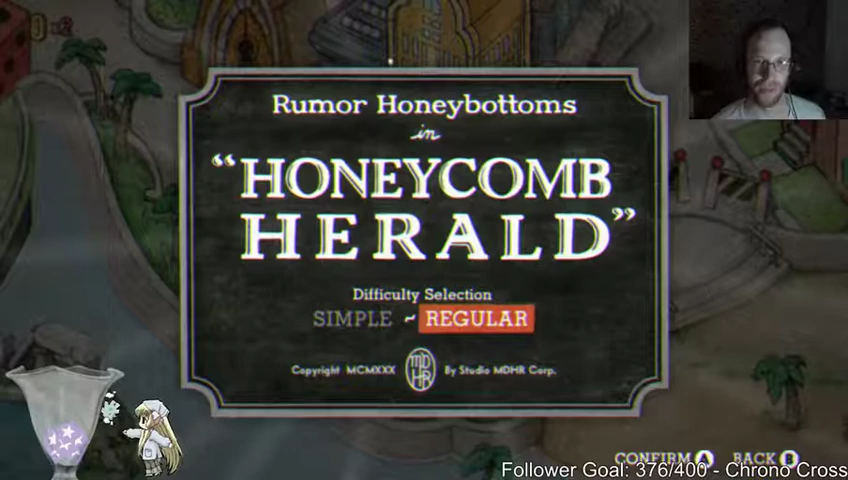 Rumor Honeybottoms
in
"HONEYCOMB
HERALD"
Difficulty Selection
SIMPLE ~ REGULAR
Copyright MCMXXX MDHR By Studio MDHR Corp.
CONFIRM A BACK B
Follower Goal: 376/400 - Chrono Cross